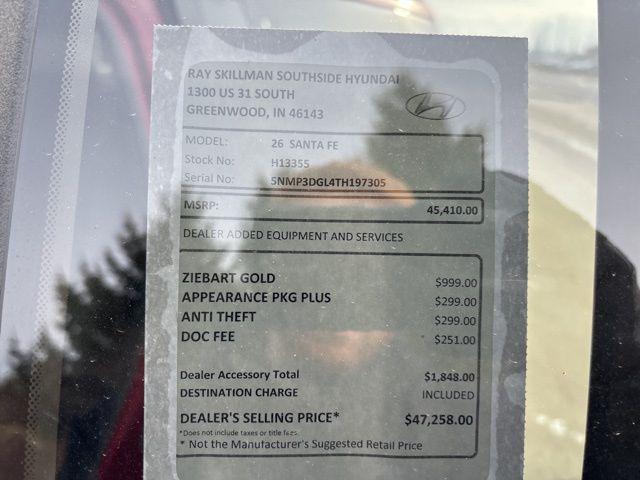 RAY SKILLMAN SOUTHSIDE HYUNDAI
1300 US 31 SOUTH
GREENWOOD, IN 46143
MODEL: 26 SANTA FE
Stock No: H13355
Serial No: 5NMP3DGL4TH197305
MSRP: 45,410.00
DEALER ADDED EQUIPMENT AND SERVICES
ZIEBART GOLD $999.00
APPEARANCE PKG PLUS $299.00
ANTI THEFT $299.00
DOC FEE $251.00
Dealer Accessory Total $1,848.00
DESTINATION CHARGE INCLUDED
DEALER'S SELLING PRICE* $47,258.00
*Does not include taxes or title fees.
* Not the Manufacturer's Suggested Retail Price